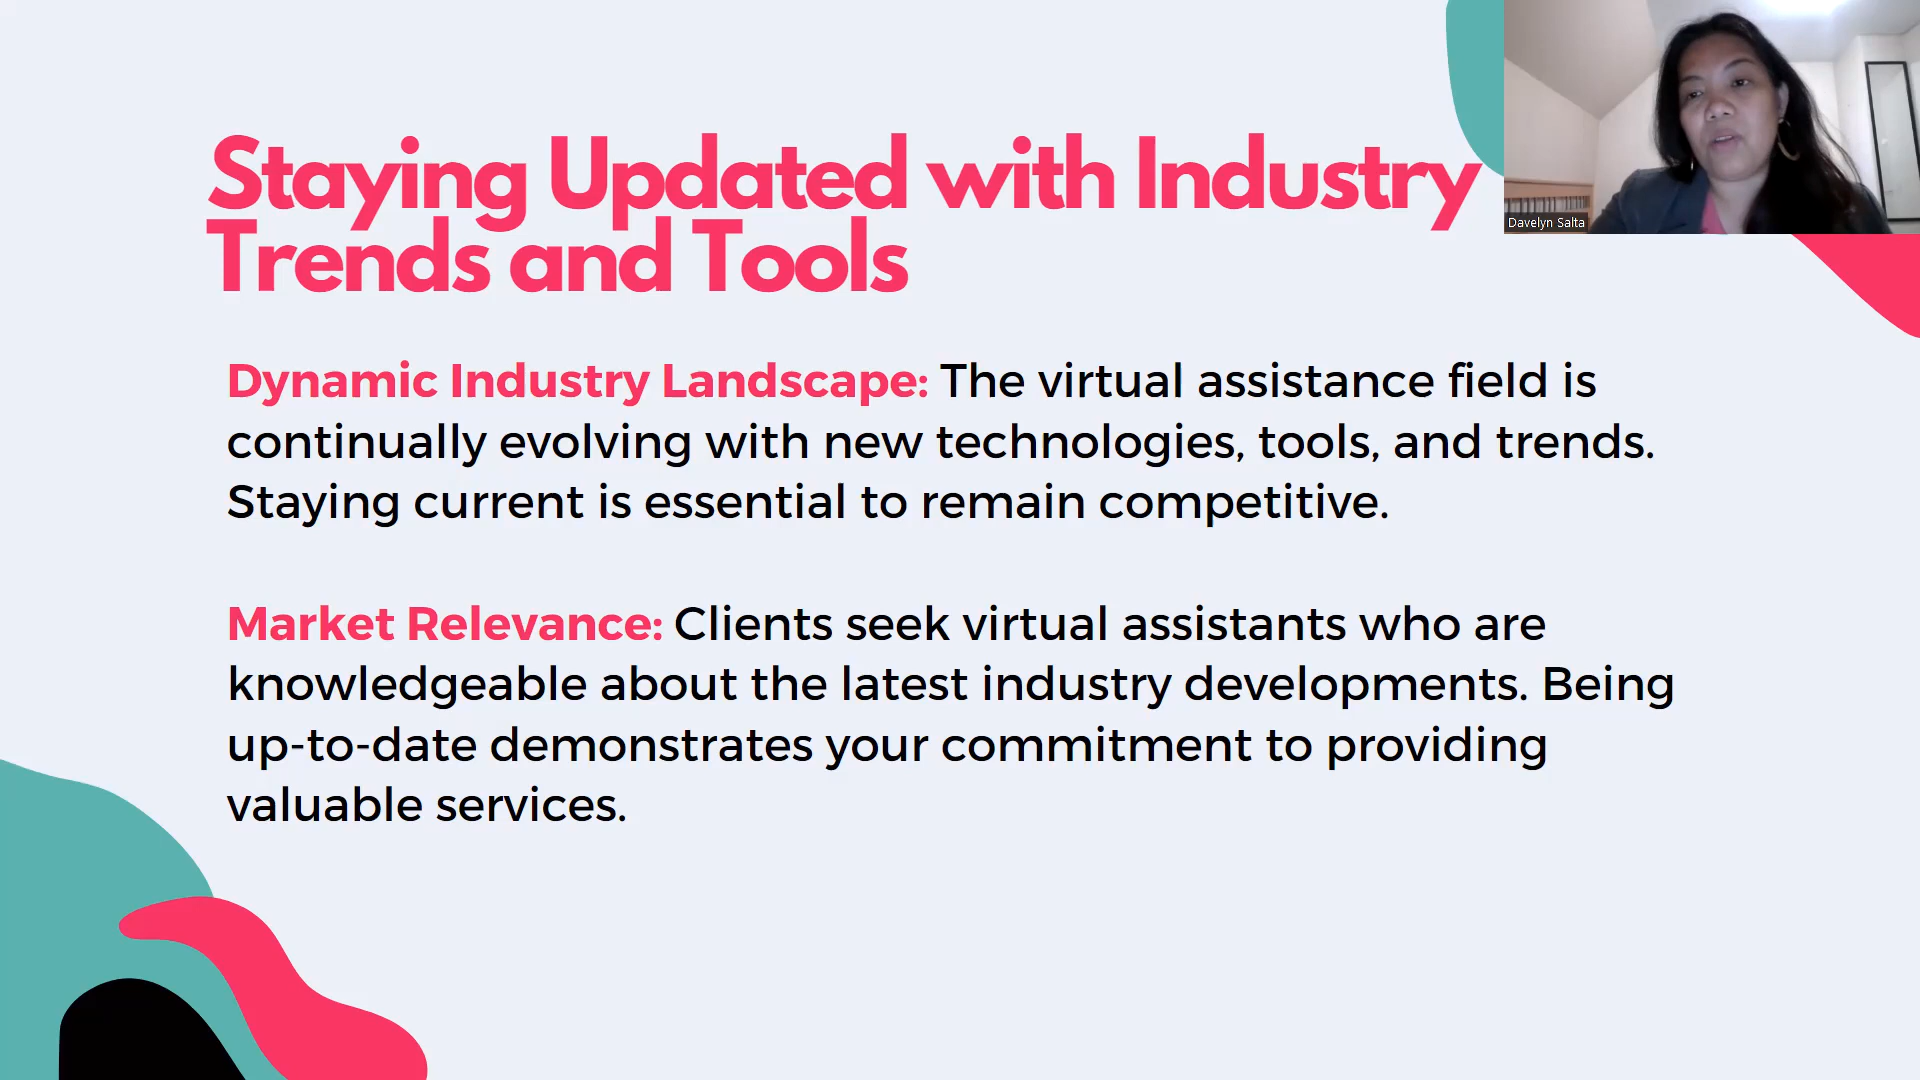 Staying Updated with Industry
Trends and Tools
Davelyn Salta
Dynamic Industry Landscape: The virtual assistance field is
continually evolving with new technologies, tools, and trends.
Staying current is essential to remain competitive.
Market Relevance: Clients seek virtual assistants who are
knowledgeable about the latest industry developments. Being
up-to-date demonstrates your commitment to providing
valuable services.